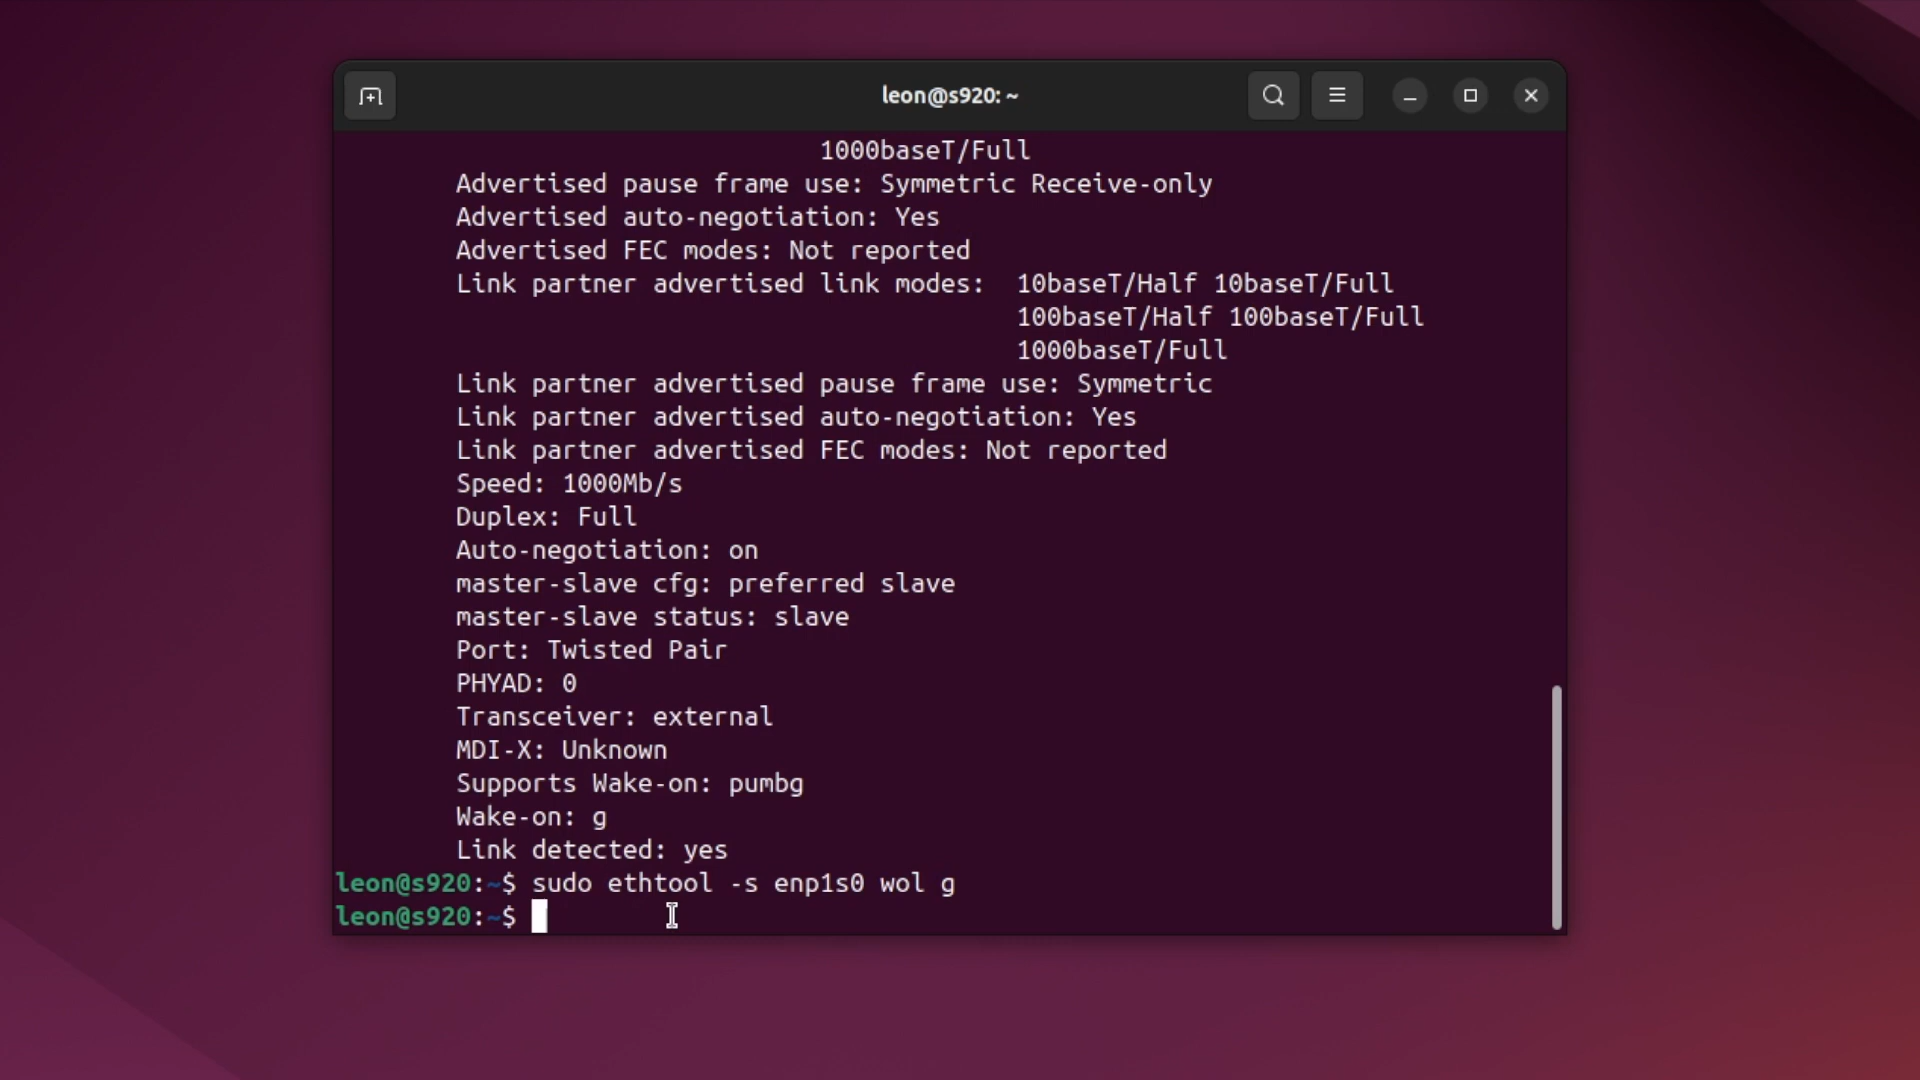 leon@s920: ~
1000baseT/Full
Advertised pause frame use: Symmetric Receive-only
Advertised auto-negotiation: Yes
Advertised FEC modes: Not reported
Link partner advertised link modes:  10baseT/Half 10baseT/Full
100baseT/Half 100baseT/Full
1000baseT/Full
Link partner advertised pause frame use: Symmetric
Link partner advertised auto-negotiation: Yes
Link partner advertised FEC modes: Not reported
Speed: 1000Mb/s
Duplex: Full
Auto-negotiation: on
master-slave cfg: preferred slave
master-slave status: slave
Port: Twisted Pair
PHYAD: 0
Transceiver: external
MDI-X: Unknown
Supports Wake-on: pumbg
Wake-on: g
Link detected: yes
leon@s920:~$ sudo ethtool -s enp1s0 wol g
leon@s920:~$